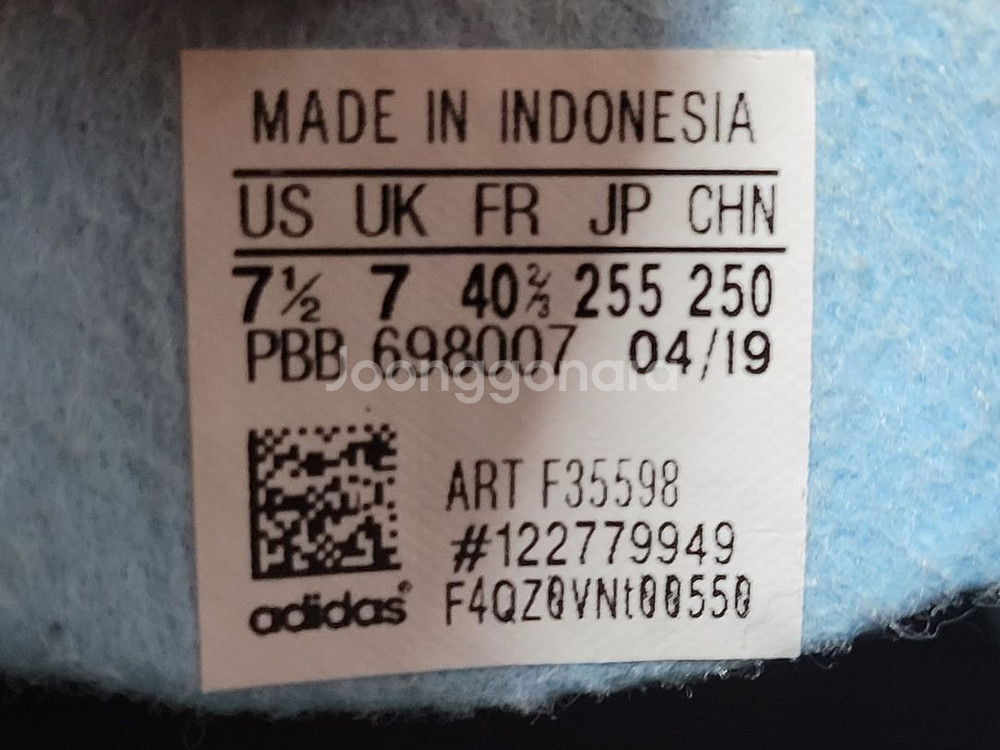 MADE IN INDONESIA
US UK FR JP CHN
7½ 7 40⅔ 255 250
PBB 698007 04/19
Joonggonara
ART F35598
#122779949
adidas® F4QZ0VNt00550